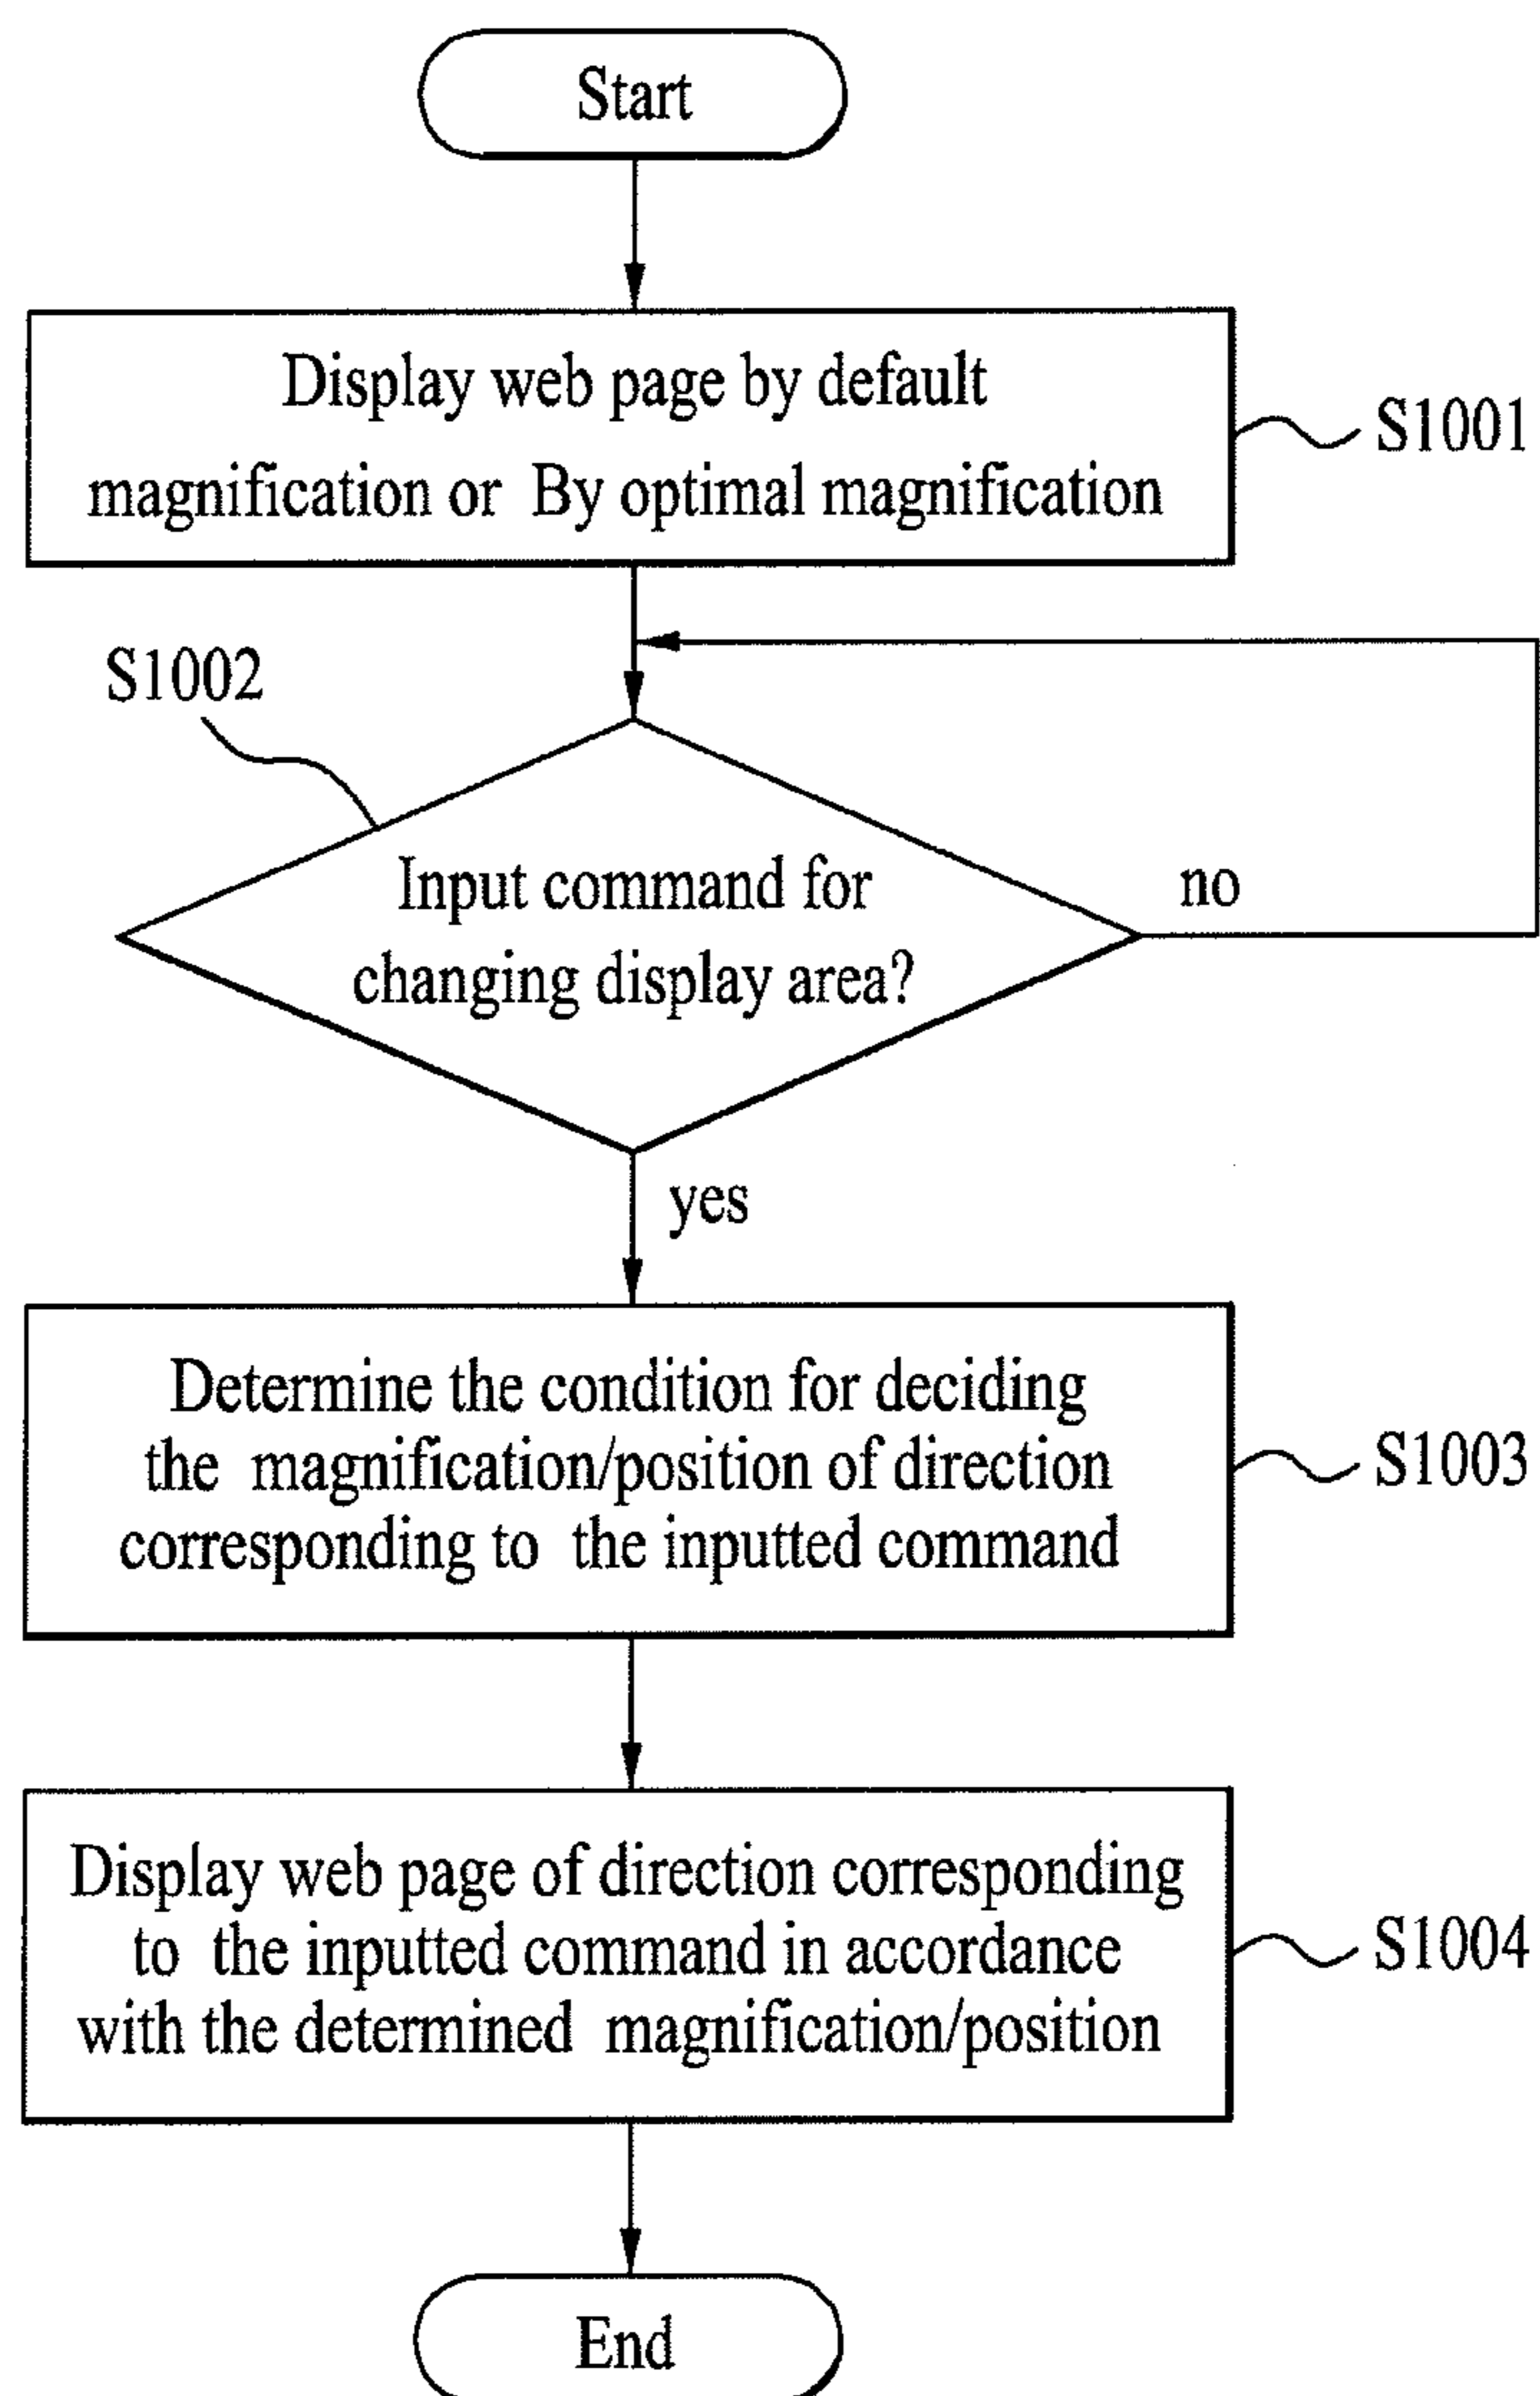 Start
Display web page by default
magnification or By optimal magnification
S1001
S1002
Input command for
changing display area?
no
yes
Determine the condition for deciding
the magnification/position of direction
corresponding to the inputted command
S1003
Display web page of direction corresponding
to the inputted command in accordance
with the determined magnification/position
S1004
End